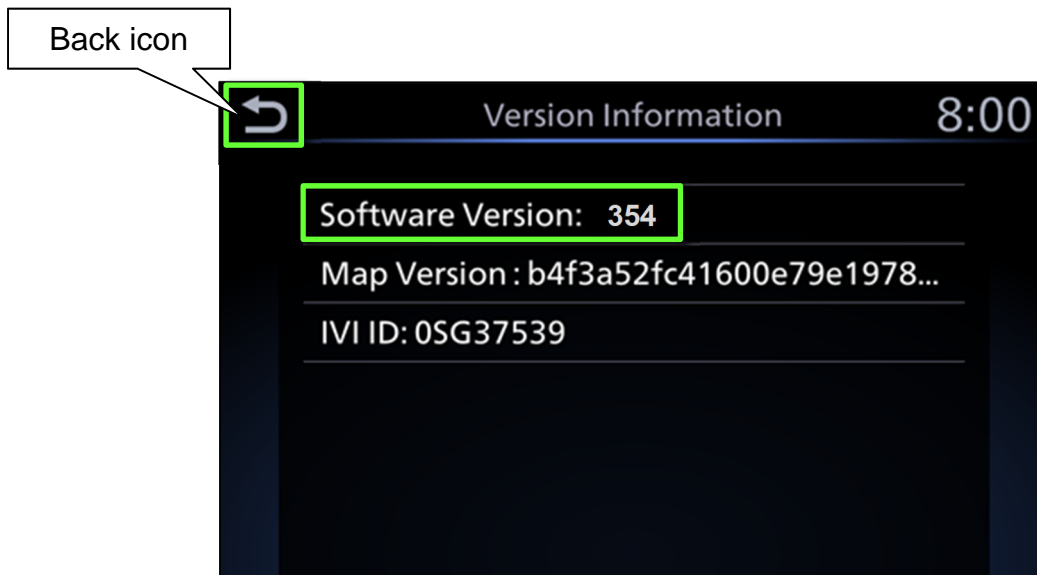 Back icon
Version Information 8:00
Software Version: 354
Map Version : b4f3a52fc41600e79e1978...
IVI ID: 0SG37539